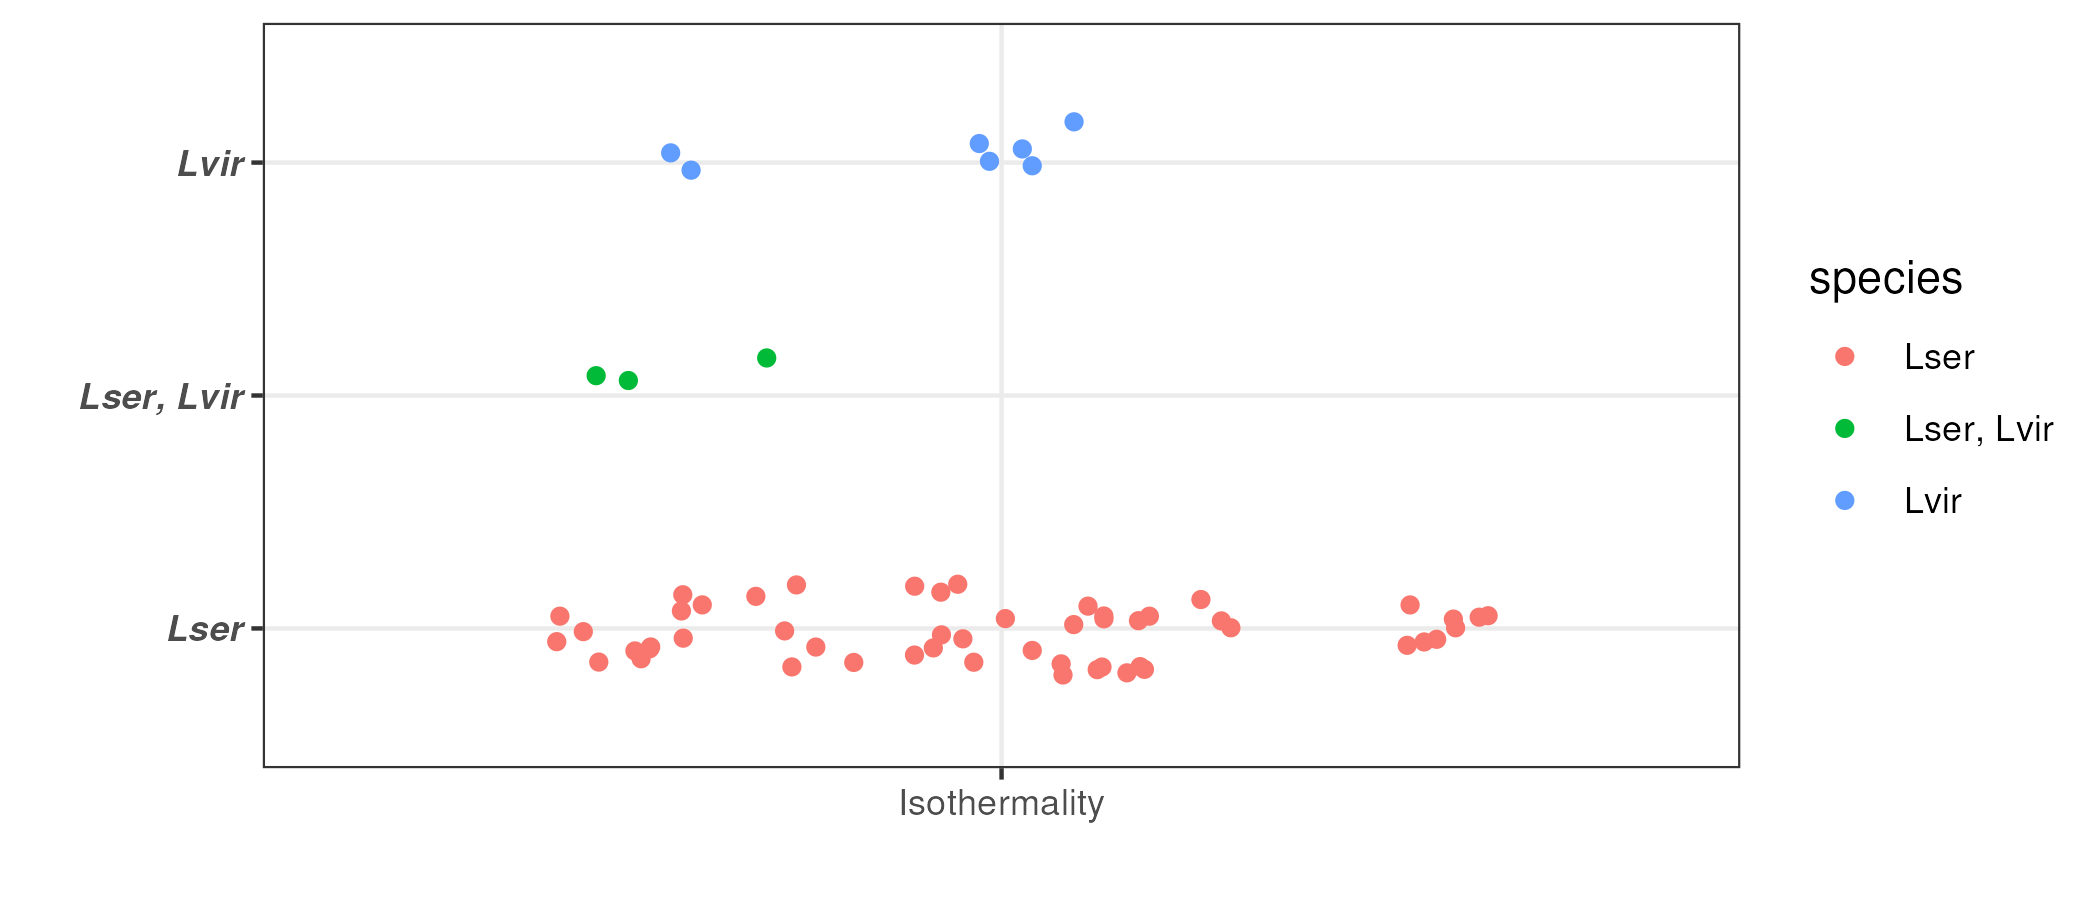 Lvir
Lser, Lvir
Lser
Isothermality
species
Lser
Lser, Lvir
Lvir